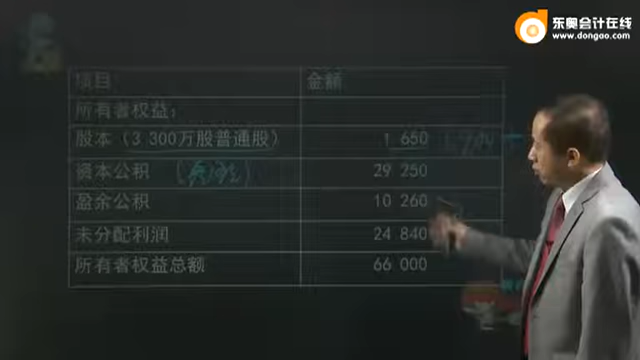 东奥会计在线
www.dongao.com
项目 金额
所有者权益：
股本（3 300万股普通股） 1 650
资本公积 29 250
盈余公积 10 260
未分配利润 24 840
所有者权益总额 66 000